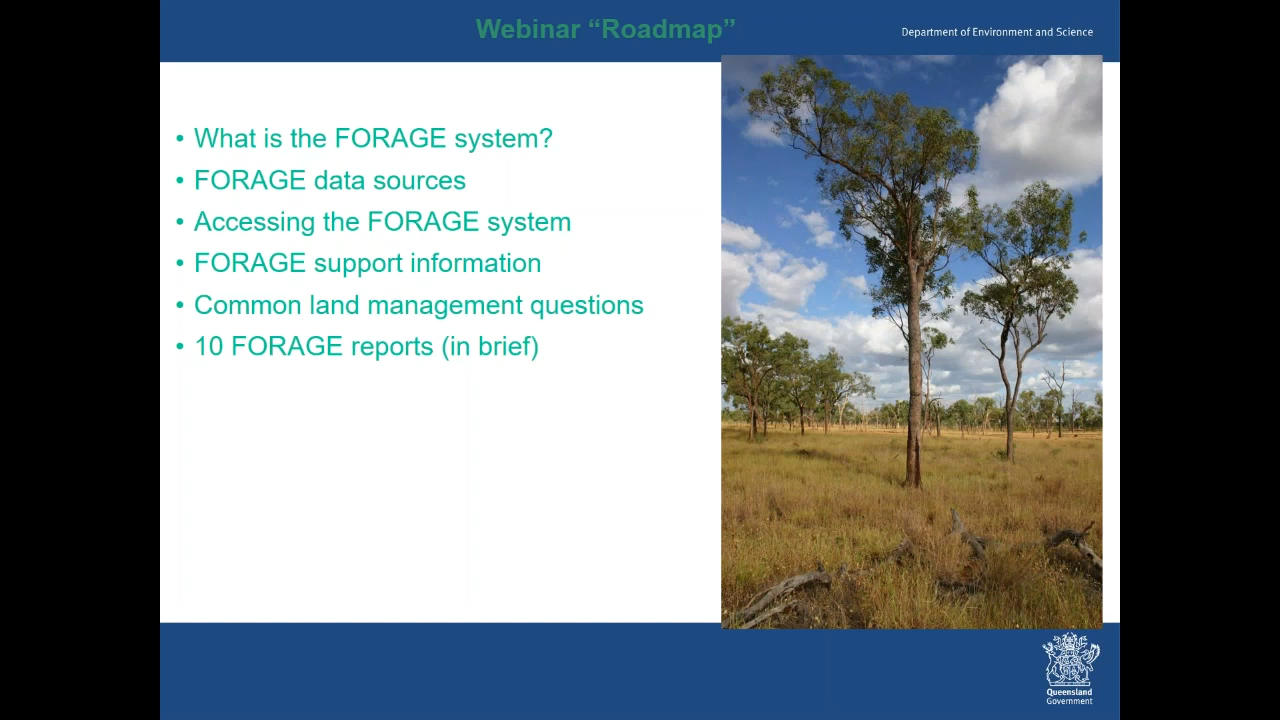 Webinar “Roadmap”
Department of Environment and Science
• What is the FORAGE system?
• FORAGE data sources
• Accessing the FORAGE system
• FORAGE support information
• Common land management questions
• 10 FORAGE reports (in brief)
Queensland
Government